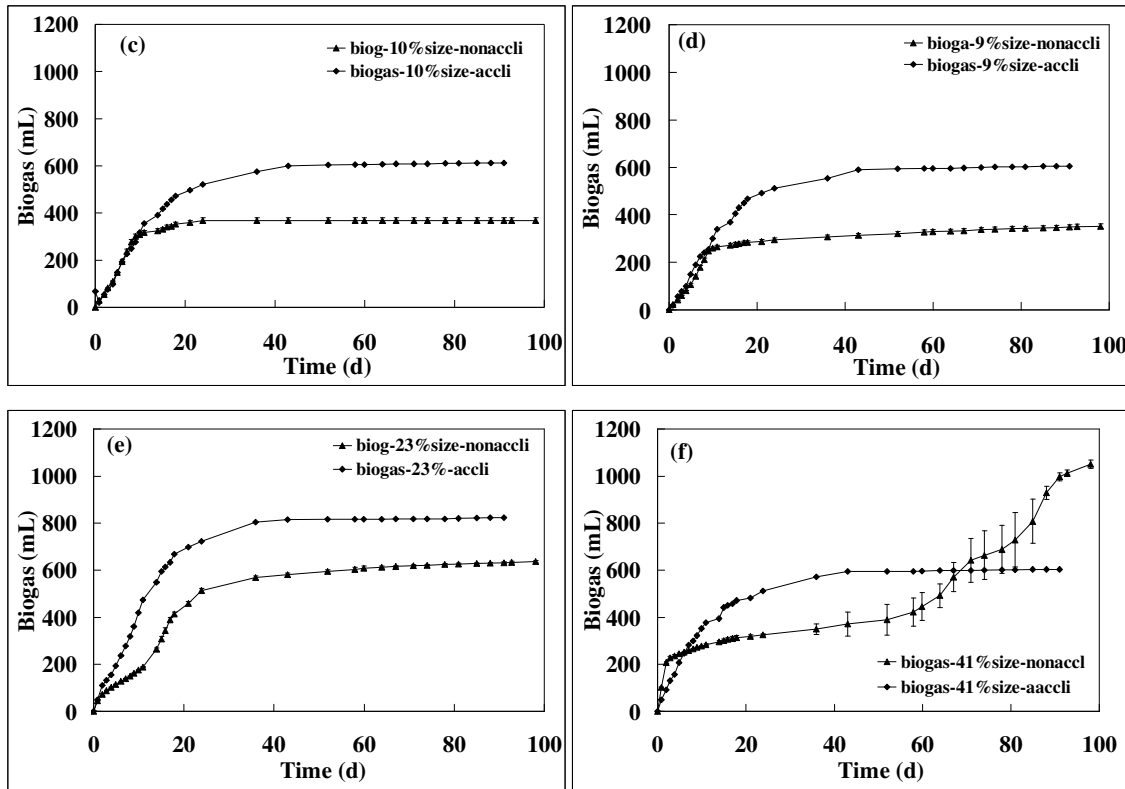 (c)
biog-10%size-nonaccli
biogas-10%size-accli
Biogas (mL)
1200
1000
800
600
400
200
0
0 20 40 60 80 100
Time (d)
(d)
bioga-9%size-nonaccli
biogas-9%size-accli
Biogas (mL)
1200
1000
800
600
400
200
0
0 20 40 60 80 100
Time (d)
(e)
biog-23%size-nonaccli
biogas-23%-accli
Biogas (mL)
1200
1000
800
600
400
200
0
0 20 40 60 80 100
Time (d)
(f)
biogas-41%size-nonaccl
biogas-41%size-aaccli
Biogas (mL)
1200
1000
800
600
400
200
0
0 20 40 60 80 100
Time (d)